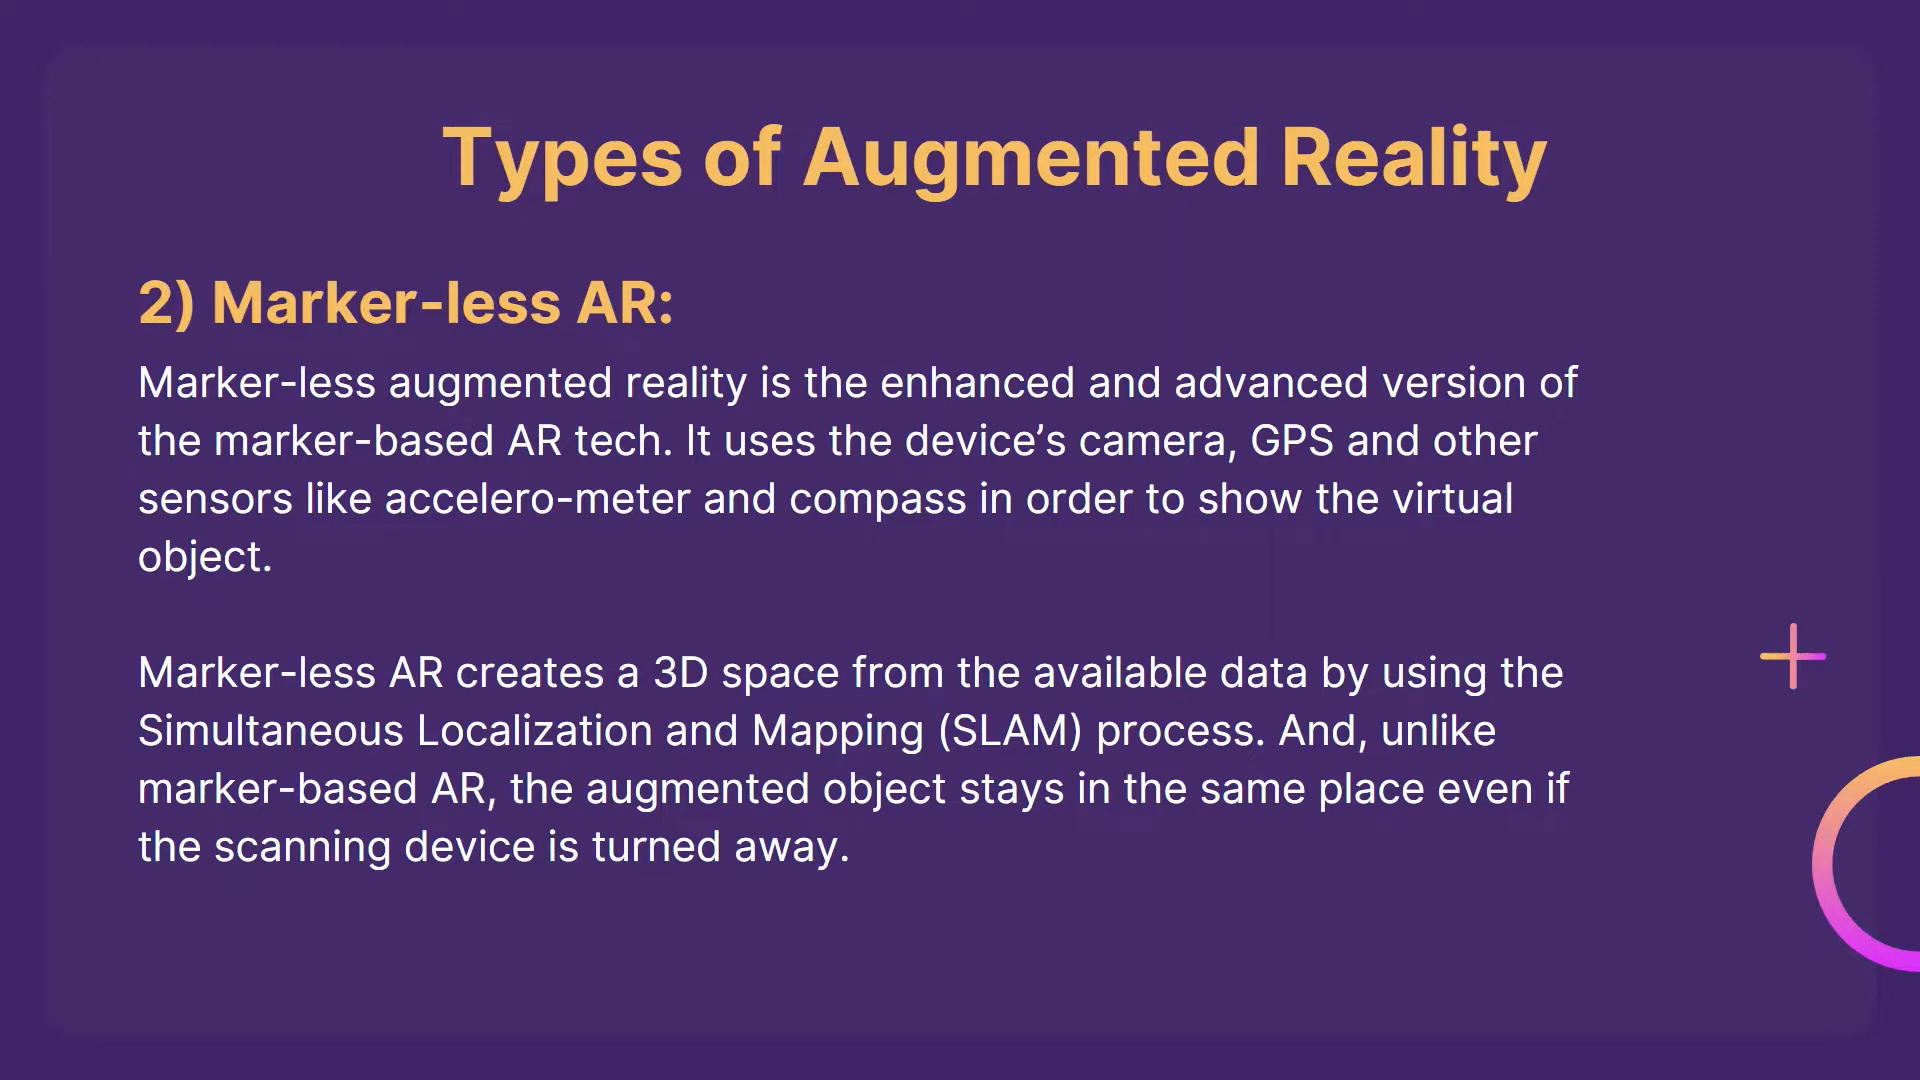 Types of Augmented Reality
2) Marker-less AR:
Marker-less augmented reality is the enhanced and advanced version of
the marker-based AR tech. It uses the device’s camera, GPS and other
sensors like accelero-meter and compass in order to show the virtual
object.
Marker-less AR creates a 3D space from the available data by using the
Simultaneous Localization and Mapping (SLAM) process. And, unlike
marker-based AR, the augmented object stays in the same place even if
the scanning device is turned away.